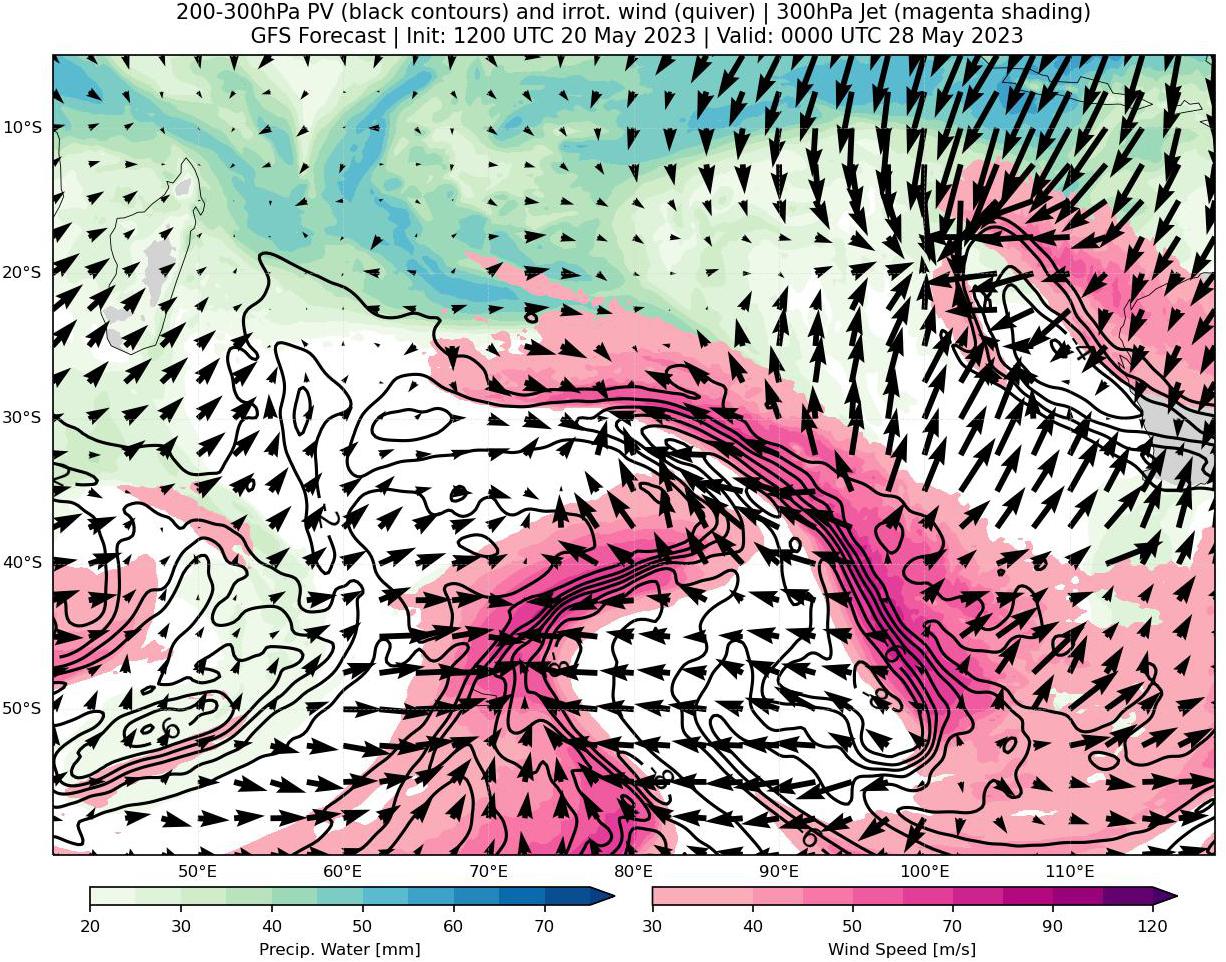 200-300hPa PV (black contours) and irrot. wind (quiver) | 300hPa Jet (magenta shading)
GFS Forecast | Init: 1200 UTC 20 May 2023 | Valid: 0000 UTC 28 May 2023
10°S
20°S
30°S
40°S
50°S
50°E 60°E 70°E 80°E 90°E 100°E 110°E
20 30 40 50 60 70
Precip. Water [mm]
30 40 50 70 90 120
Wind Speed [m/s]